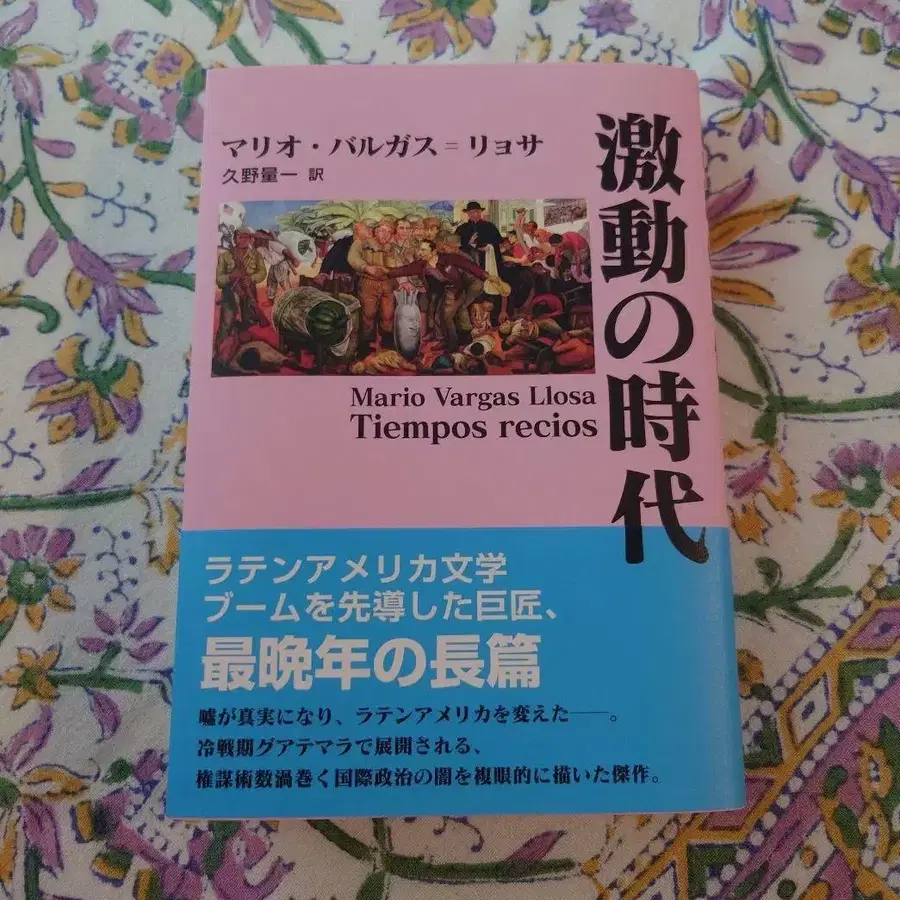 激動の時代
マリオ・バルガス=リョサ
久野量一 訳
Mario Vargas Llosa
Tiempos recios
ラテンアメリカ文学
ブームを先導した巨匠、
最晩年の長篇
嘘が真実になり、ラテンアメリカを変えた――。
冷戦期グアテマラで展開される、
権謀術数渦巻く国際政治の闇を複眼的に描いた傑作。